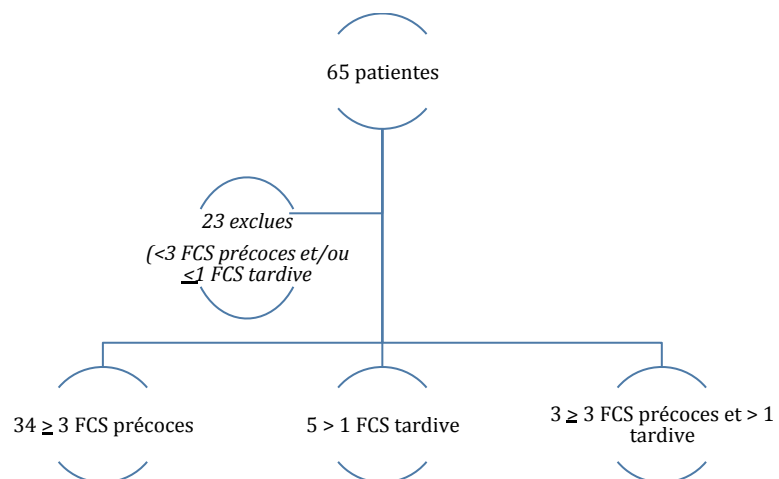 65 patientes
23 exclues
(<3 FCS précoces et/ou
≤1 FCS tardive
34 ≥ 3 FCS précoces
5 > 1 FCS tardive
3 ≥ 3 FCS précoces et > 1
tardive